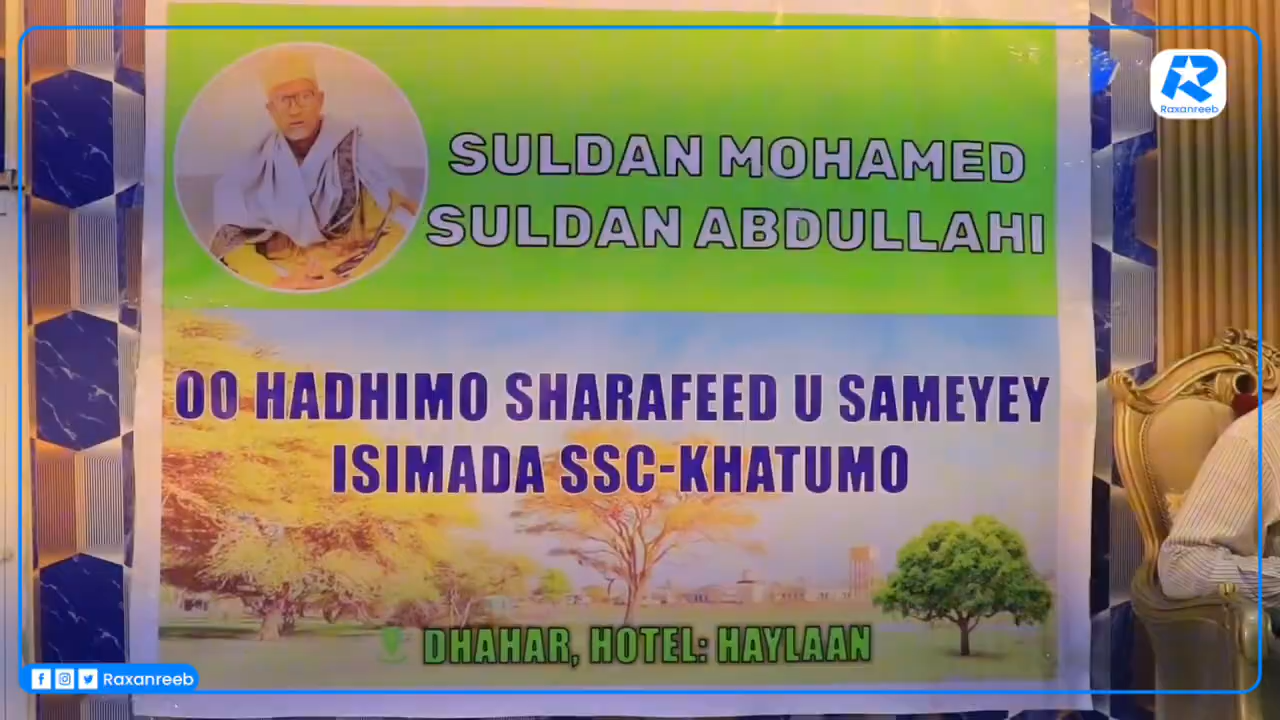 Raxanreeb
SULDAN MOHAMED
SULDAN ABDULLAHI
OO HADHIMO SHARAFEED U SAMEYEY
ISIMADA SSC-KHATUMO
DHAHAR, HOTEL: HAYLAAN
Raxanreeb